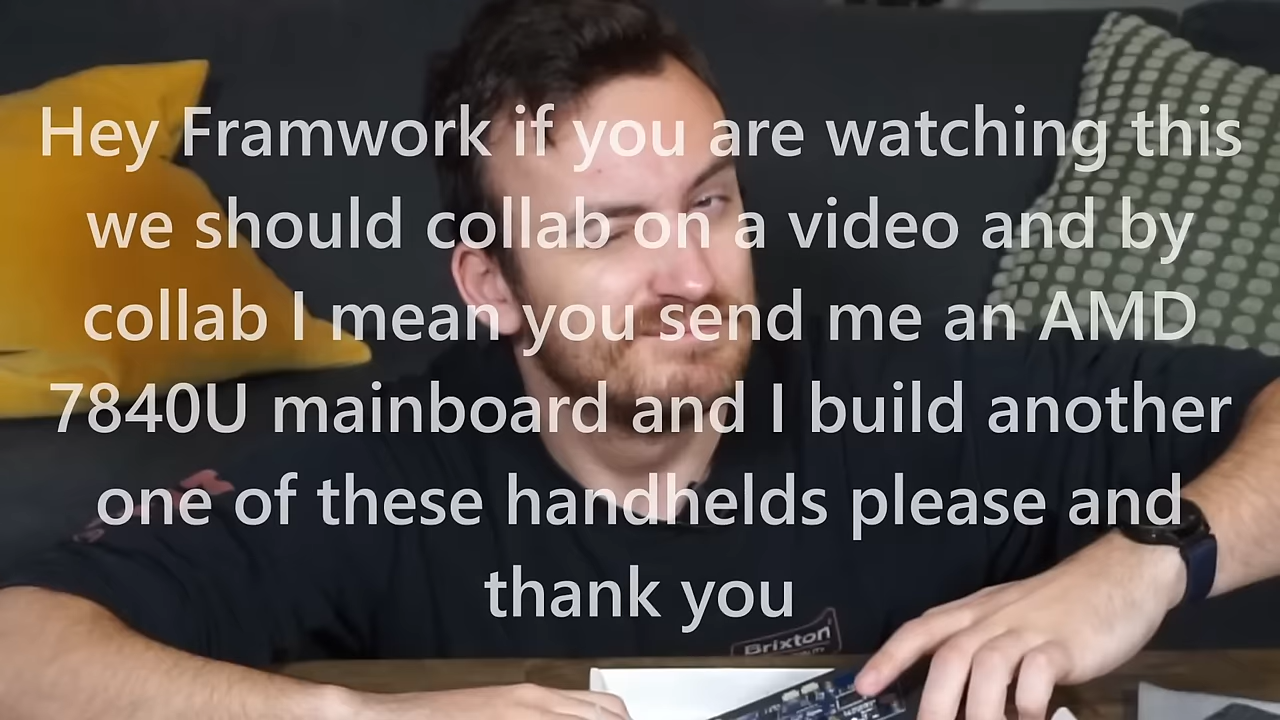 Hey Framwork if you are watching this
we should collab on a video and by
collab I mean you send me an AMD
7840U mainboard and I build another
one of these handhelds please and
thank you
Brixton